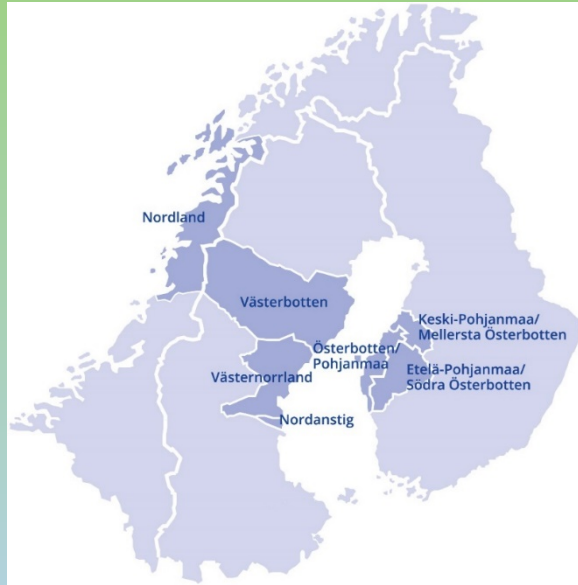 Nordland
Västerbotten
Keski-Pohjanmaa/
Mellersta Österbotten
Österbotten/
Pohjanmaa
Etelä-Pohjanmaa/
Södra Österbotten
Västernorrland
Nordanstig